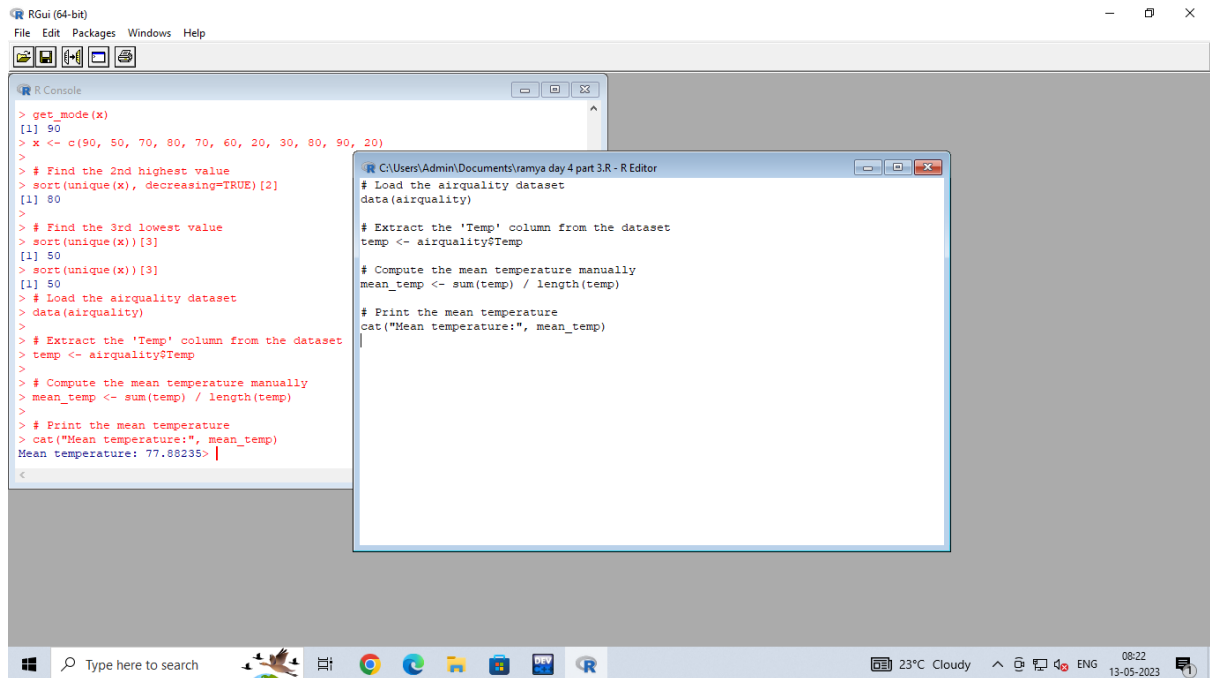 RGui (64-bit)
File Edit Packages Windows Help
R Console
> get_mode(x)
[1] 90
> x <- c(90, 50, 70, 80, 70, 60, 20, 30, 80, 90, 20)
>
> # Find the 2nd highest value
> sort(unique(x), decreasing=TRUE)[2]
[1] 80
>
> # Find the 3rd lowest value
> sort(unique(x))[3]
[1] 50
> sort(unique(x))[3]
[1] 50
> # Load the airquality dataset
> data(airquality)
>
> # Extract the 'Temp' column from the dataset
> temp <- airquality$Temp
>
> # Compute the mean temperature manually
> mean_temp <- sum(temp) / length(temp)
>
> # Print the mean temperature
> cat("Mean temperature:", mean_temp)
Mean temperature: 77.88235>
C:\Users\Admin\Documents\ramya day 4 part 3.R - R Editor
# Load the airquality dataset
data(airquality)
# Extract the 'Temp' column from the dataset
temp <- airquality$Temp
# Compute the mean temperature manually
mean_temp <- sum(temp) / length(temp)
# Print the mean temperature
cat("Mean temperature:", mean_temp)
Type here to search
DEV
23°C Cloudy
ENG
08:22
13-05-2023
1